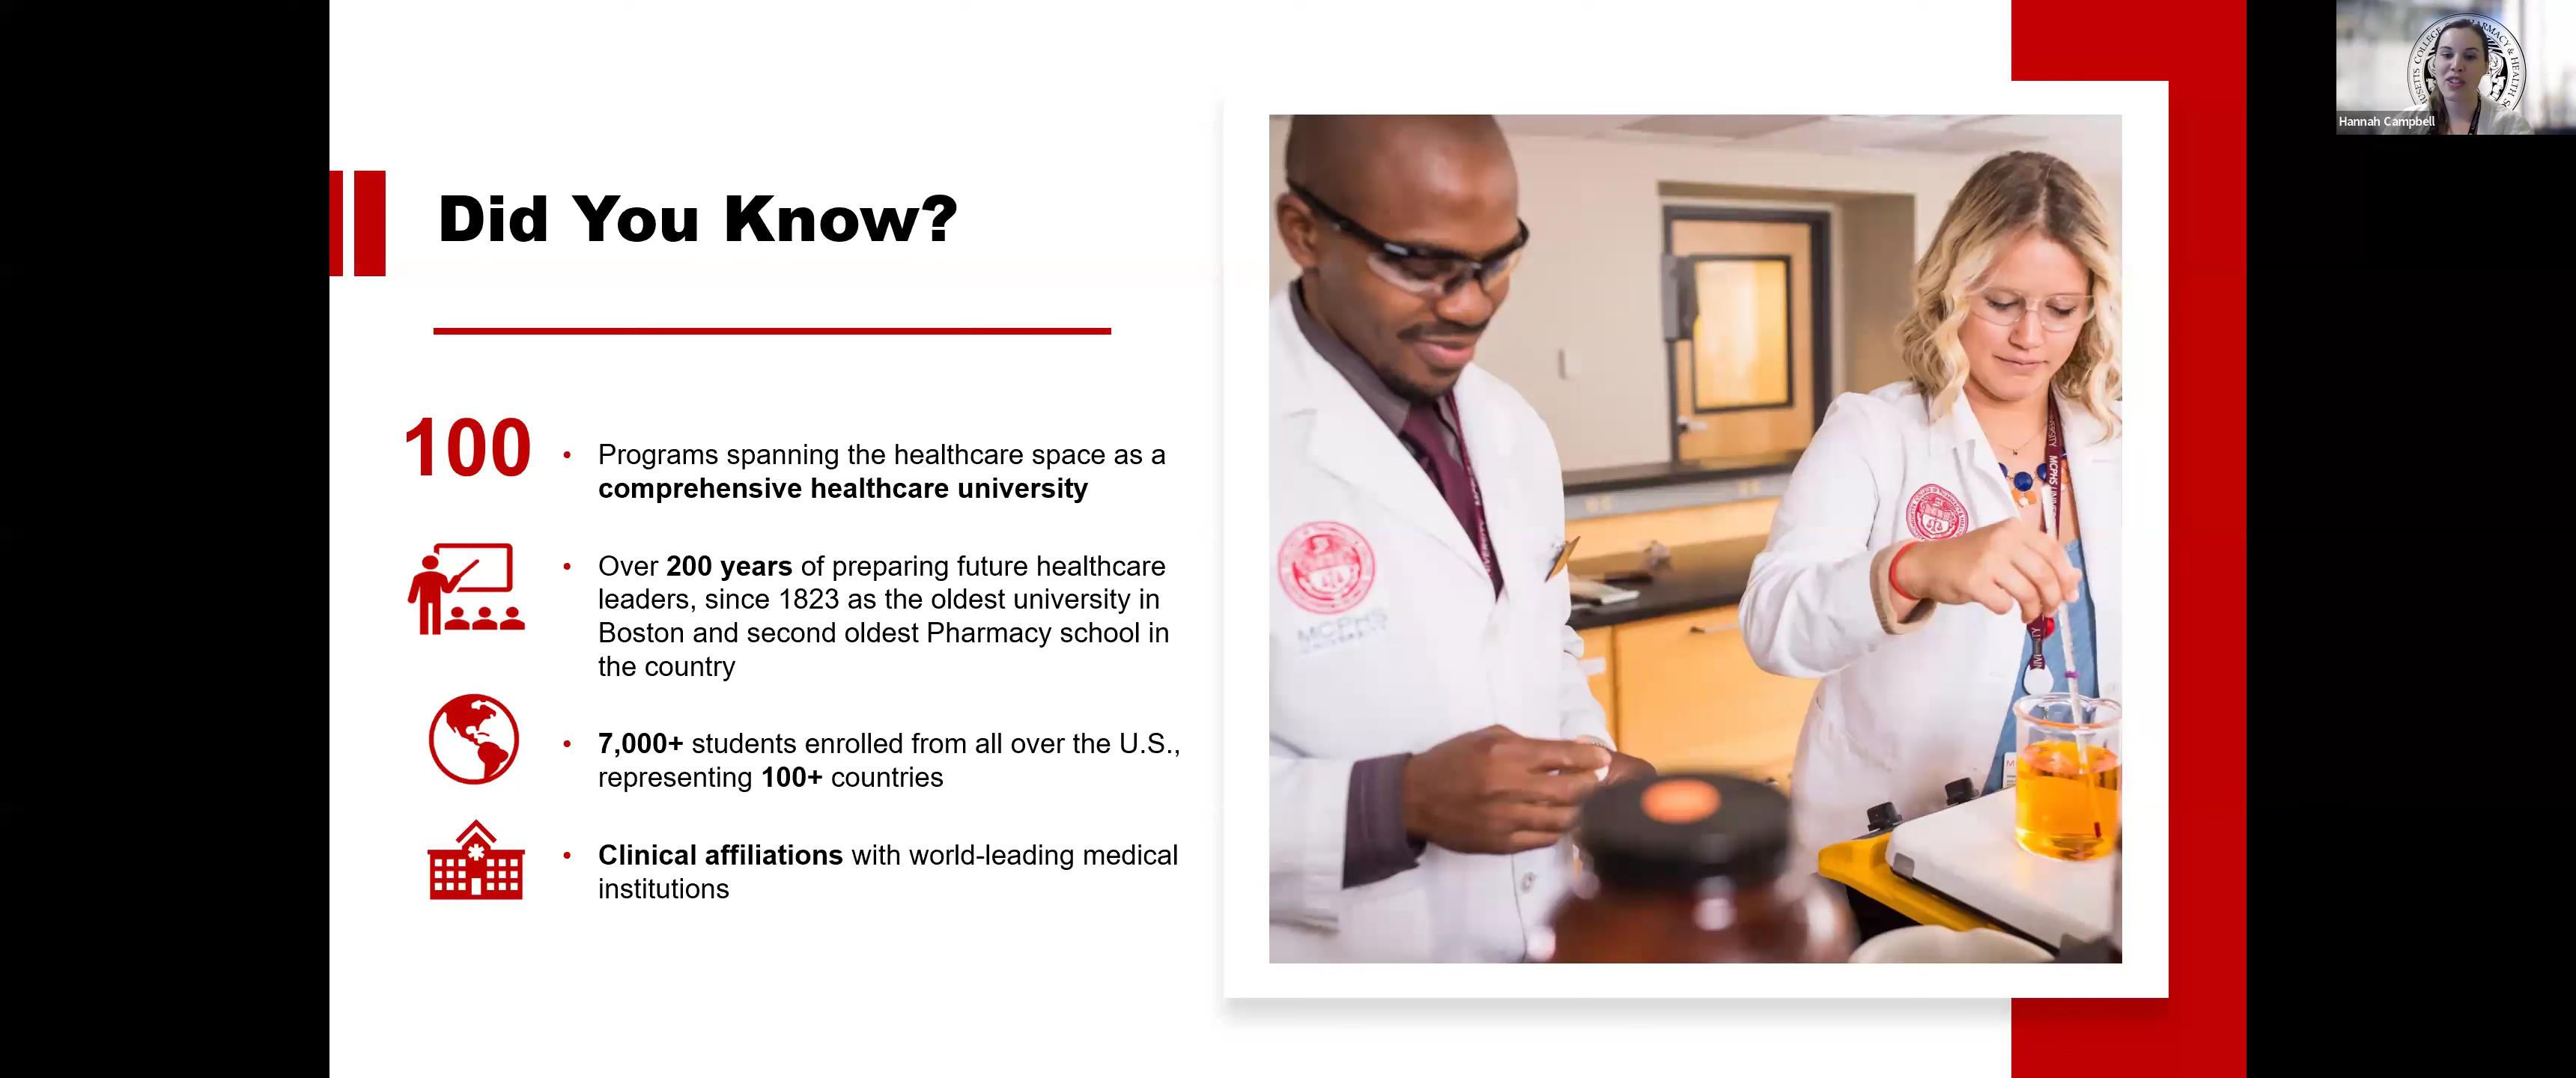 Did You Know?
100
• Programs spanning the healthcare space as a
comprehensive healthcare university
• Over 200 years of preparing future healthcare
leaders, since 1823 as the oldest university in
Boston and second oldest Pharmacy school in
the country
• 7,000+ students enrolled from all over the U.S.,
representing 100+ countries
• Clinical affiliations with world-leading medical
institutions
MCPHS
MCPHS
Hannah Campbell